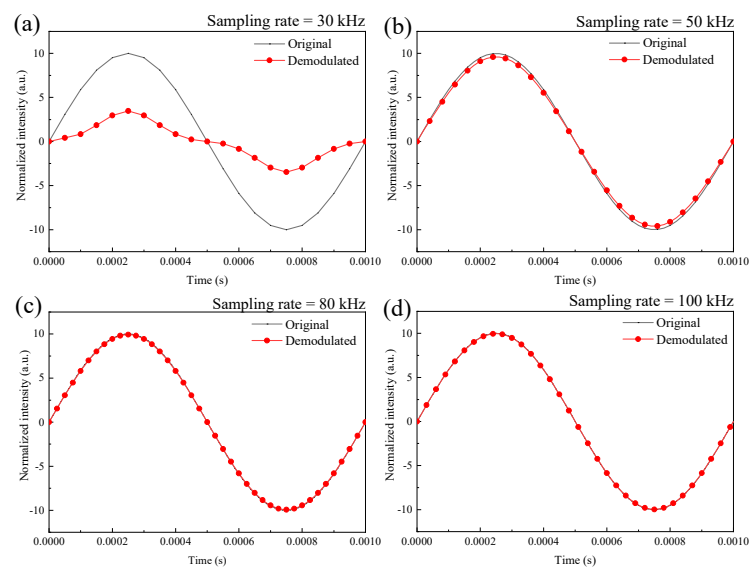 (a)
Sampling rate = 30 kHz
Original
Demodulated
10
5
0
-5
-10
Normalized intensity (a.u.)
0.0000 0.0002 0.0004 0.0006 0.0008 0.0010
Time (s)
(b)
Sampling rate = 50 kHz
Original
Demodulated
10
5
0
-5
-10
Normalized intensity (a.u.)
0.0000 0.0002 0.0004 0.0006 0.0008 0.0010
Time (s)
(c)
Sampling rate = 80 kHz
Original
Demodulated
10
5
0
-5
-10
Normalized intensity (a.u.)
0.0000 0.0002 0.0004 0.0006 0.0008 0.0010
Time (s)
(d)
Sampling rate = 100 kHz
Original
Demodulated
10
5
0
-5
-10
Normalized intensity (a.u.)
0.0000 0.0002 0.0004 0.0006 0.0008 0.0010
Time (s)